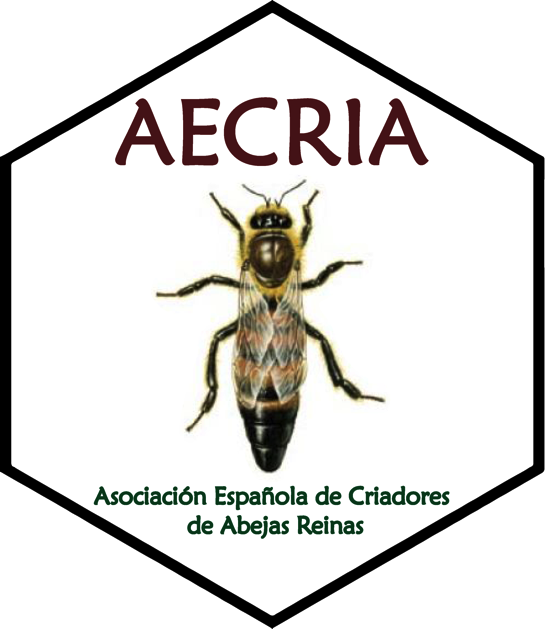 AECRIA
Asociación Española de Criadores
de Abejas Reinas